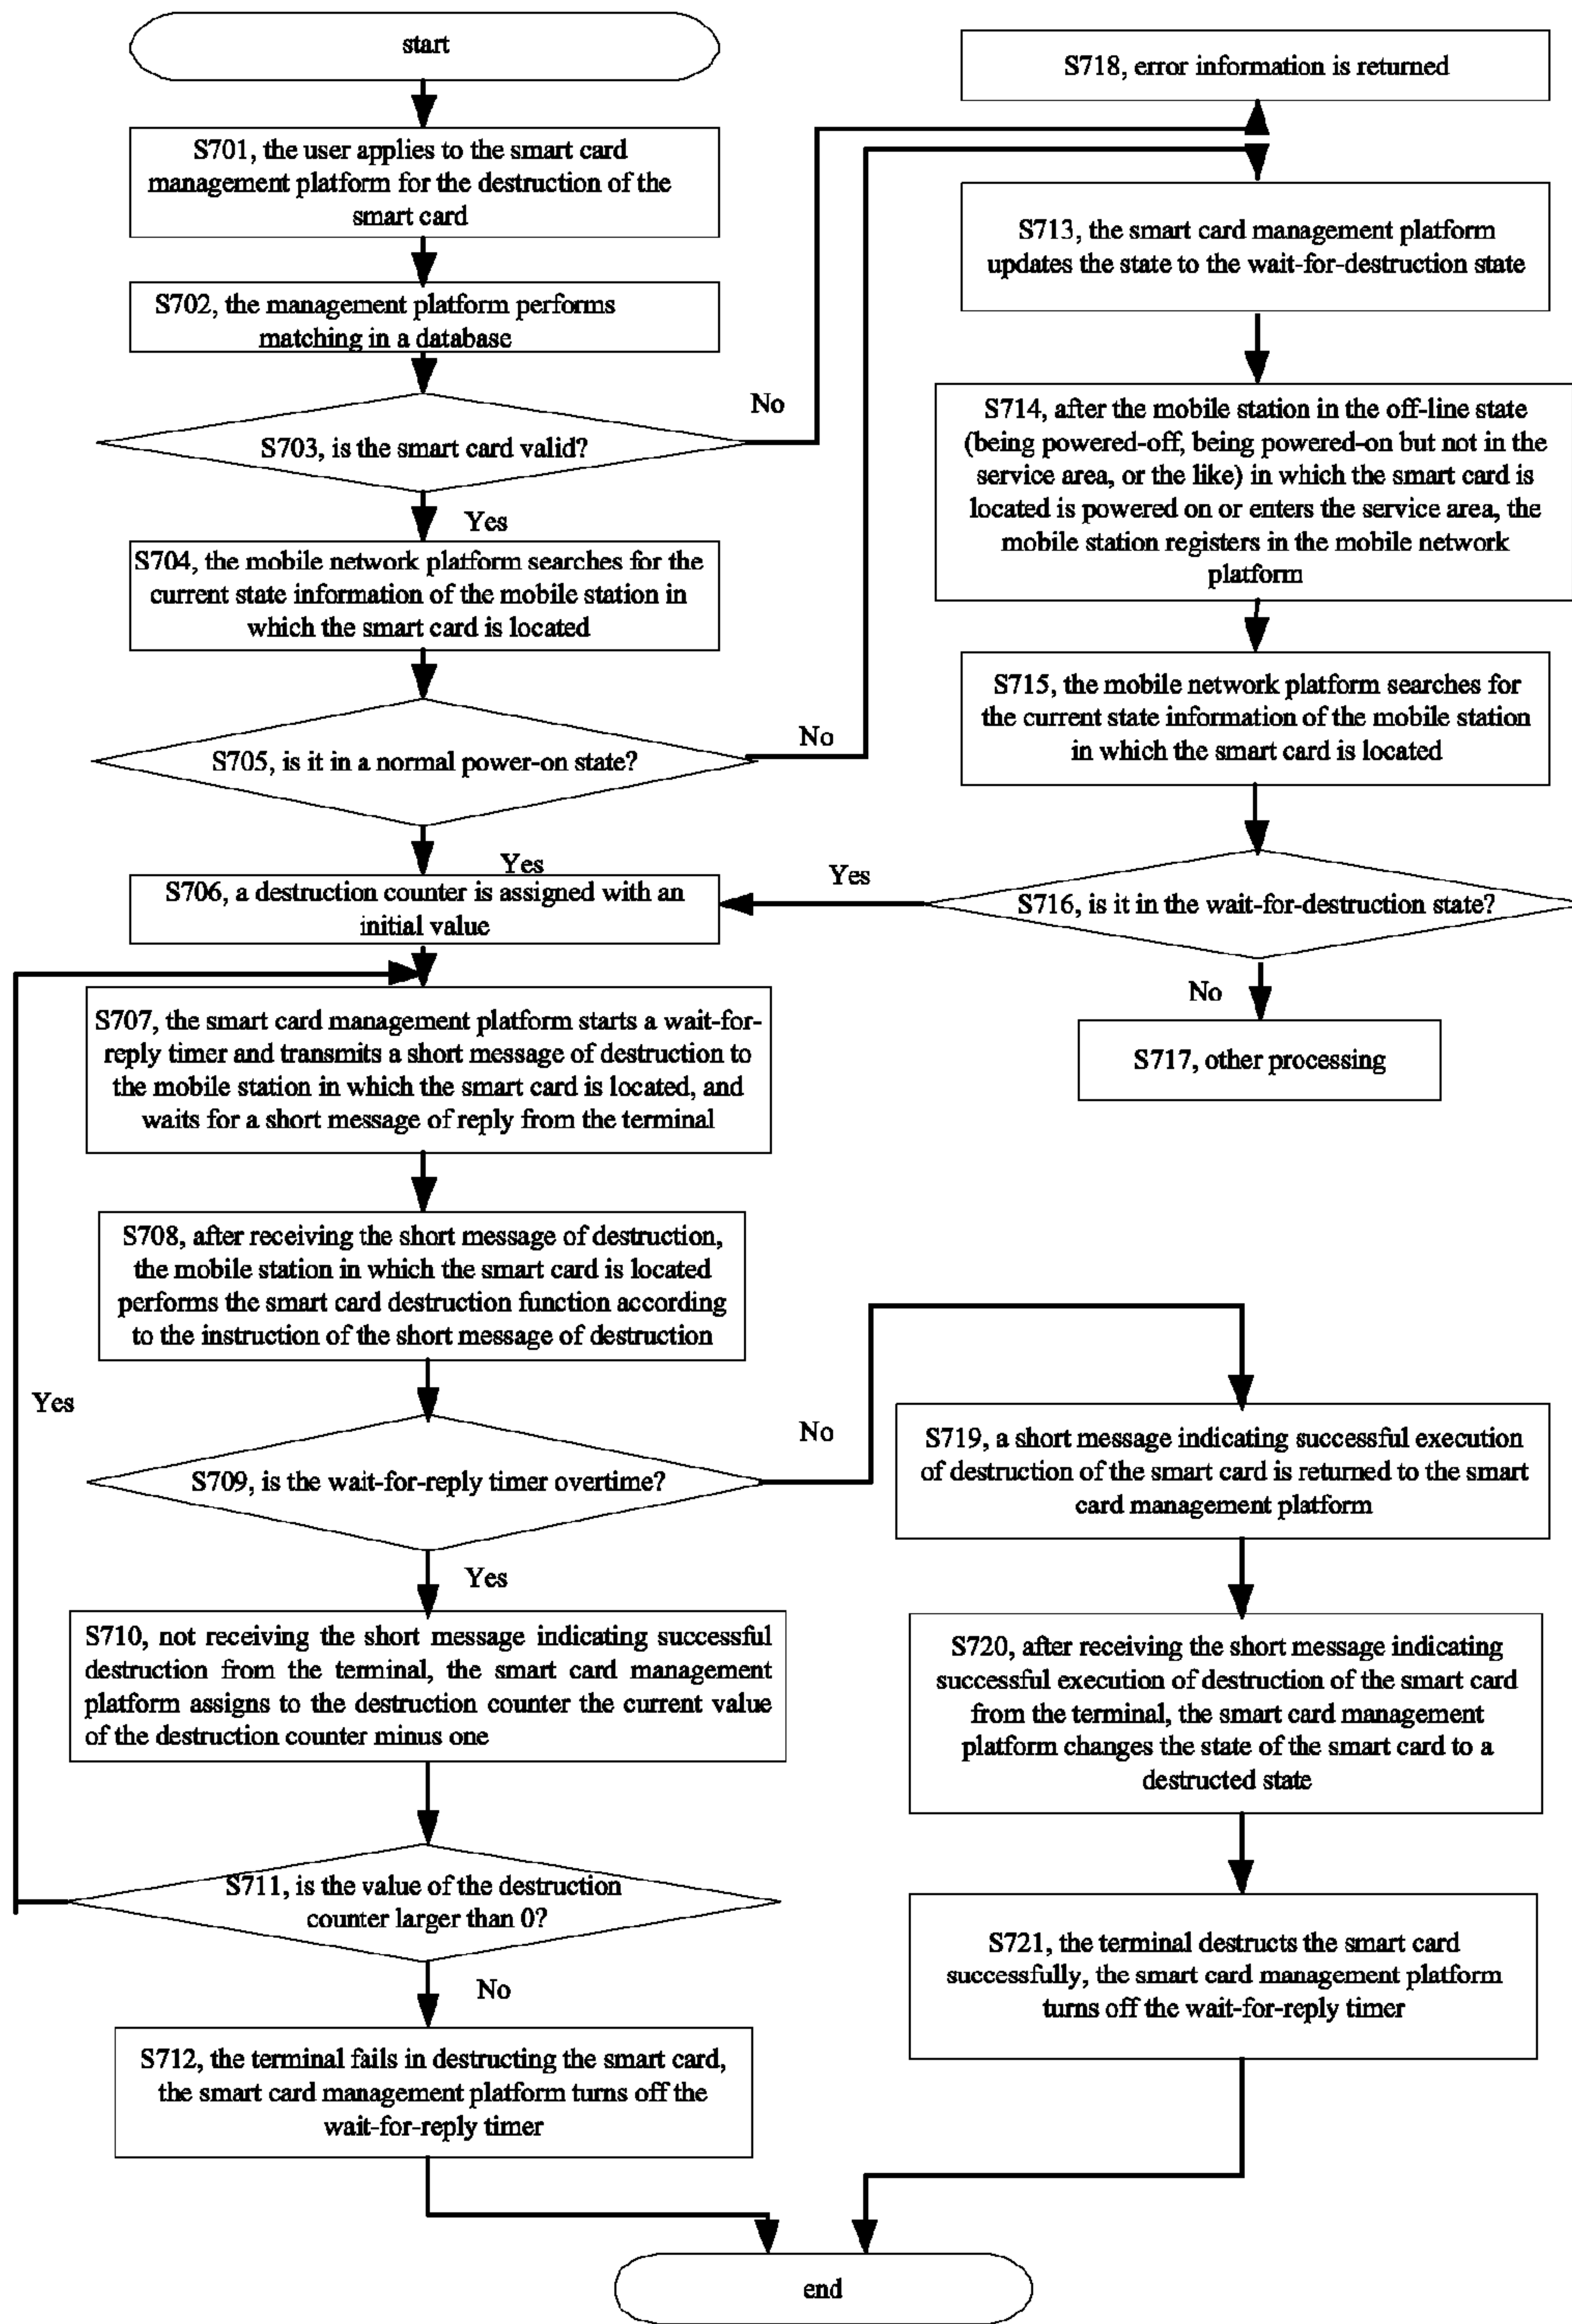 start
S701, the user applies to the smart card
management platform for the destruction of the
smart card
S702, the management platform performs
matching in a database
S703, is the smart card valid?
No
Yes
S704, the mobile network platform searches for the
current state information of the mobile station in
which the smart card is located
S705, is it in a normal power-on state?
No
Yes
S706, a destruction counter is assigned with an
initial value
S707, the smart card management platform starts a wait-for-
reply timer and transmits a short message of destruction to
the mobile station in which the smart card is located, and
waits for a short message of reply from the terminal
S708, after receiving the short message of destruction,
the mobile station in which the smart card is located
performs the smart card destruction function according
to the instruction of the short message of destruction
Yes
S709, is the wait-for-reply timer overtime?
No
Yes
S710, not receiving the short message indicating successful
destruction from the terminal, the smart card management
platform assigns to the destruction counter the current value
of the destruction counter minus one
S711, is the value of the destruction
counter larger than 0?
No
S712, the terminal fails in destructing the smart card,
the smart card management platform turns off the
wait-for-reply timer
S718, error information is returned
S713, the smart card management platform
updates the state to the wait-for-destruction state
S714, after the mobile station in the off-line state
(being powered-off, being powered-on but not in the
service area, or the like) in which the smart card is
located is powered on or enters the service area, the
mobile station registers in the mobile network
platform
S715, the mobile network platform searches for
the current state information of the mobile station
in which the smart card is located
Yes
S716, is it in the wait-for-destruction state?
No
S717, other processing
S719, a short message indicating successful execution
of destruction of the smart card is returned to the smart
card management platform
S720, after receiving the short message indicating
successful execution of destruction of the smart card
from the terminal, the smart card management
platform changes the state of the smart card to a
destructed state
S721, the terminal destructs the smart card
successfully, the smart card management platform
turns off the wait-for-reply timer
end